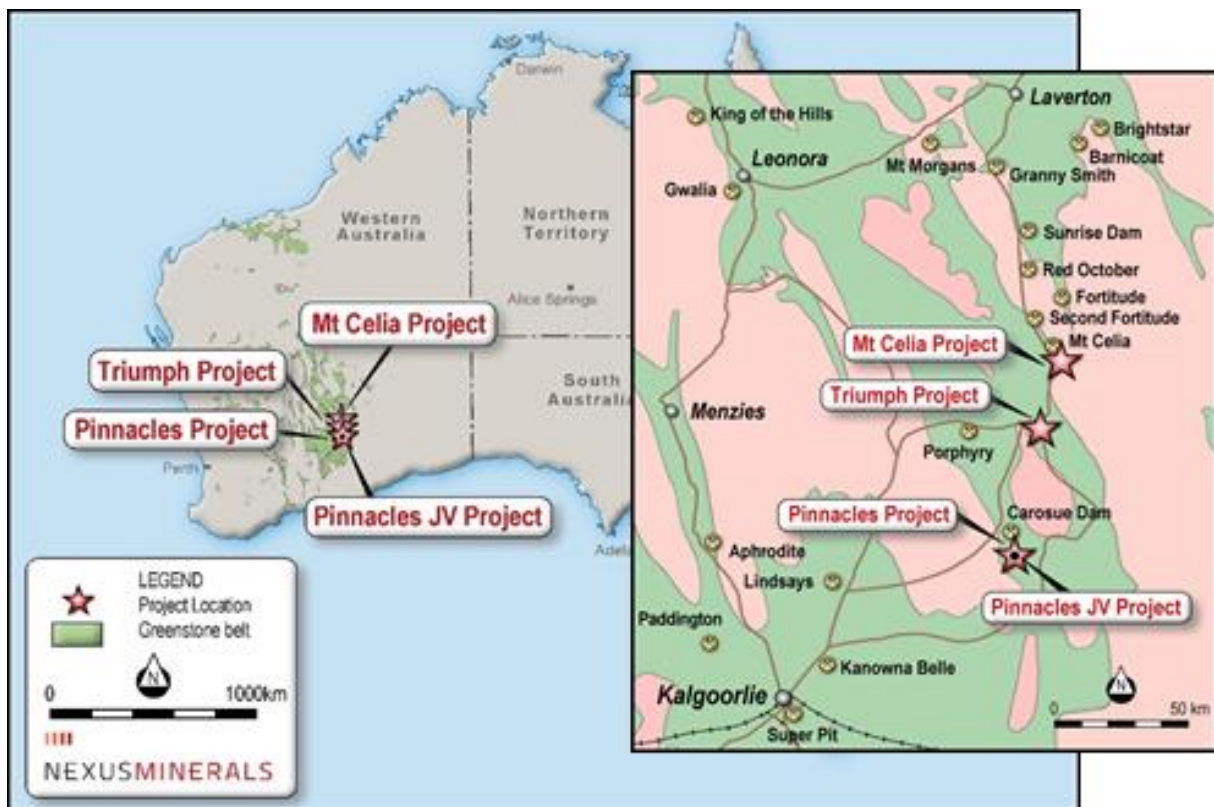 Darwin
Western
Australia
Northern
Territory
Alice Springs
South
Australia
Perth
Mt Celia Project
Triumph Project
Pinnacles Project
Pinnacles JV Project
LEGEND
Project Location
Greenstone belt
N
0 1000km
NEXUSMINERALS
King of the Hills
Laverton
Brightstar
Barnicoat
Leonora
Mt Morgans
Granny Smith
Gwalia
Sunrise Dam
Red October
Fortitude
Second Fortitude
Mt Celia
Mt Celia Project
Triumph Project
Menzies
Porphyry
Pinnacles Project
Carosue Dam
Aphrodite
Lindsays
Pinnacles JV Project
Paddington
Kanowna Belle
Kalgoorlie
Super Pit
N
0 50 km